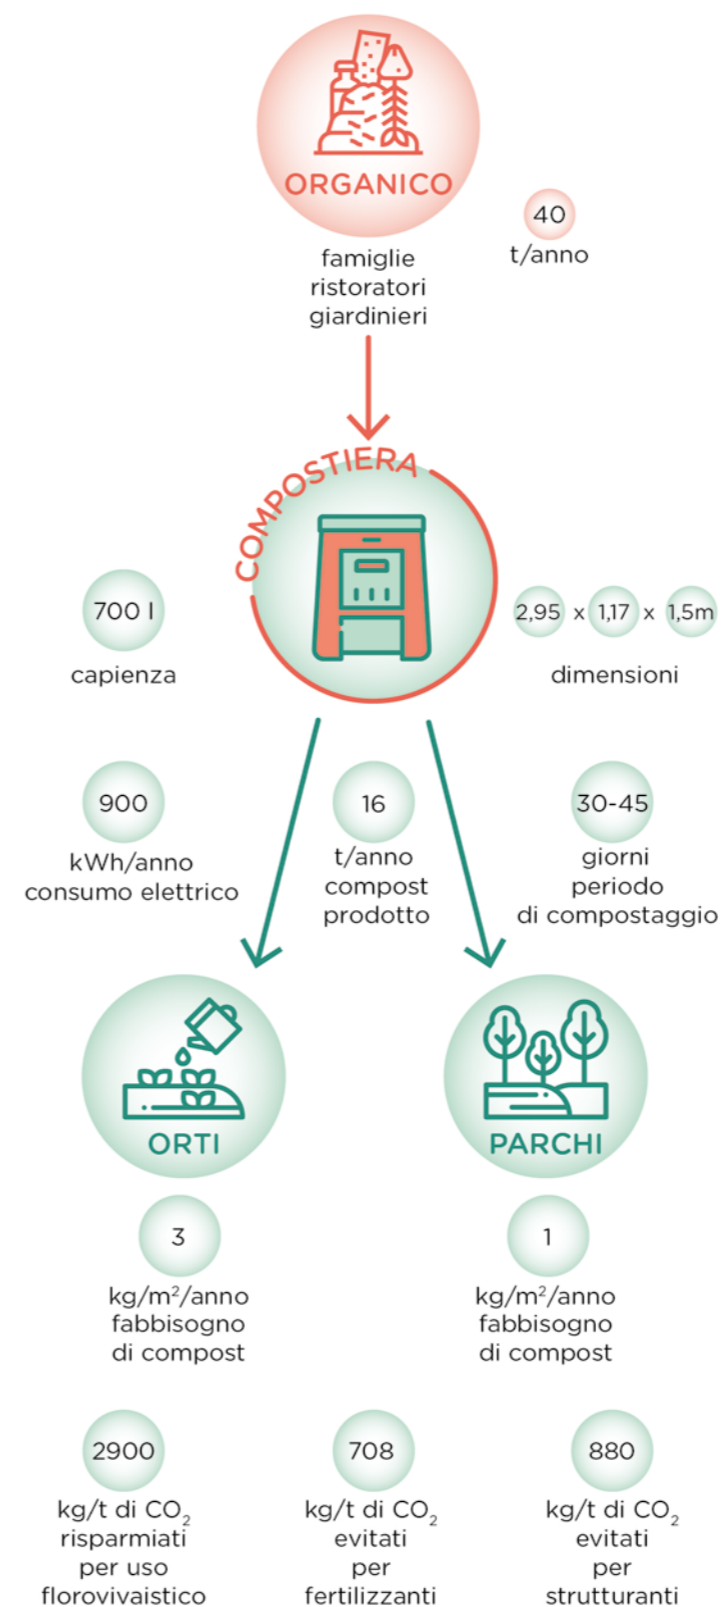 ORGANICO
famiglie
ristoratori
giardinieri
40
t/anno
COMPOSTIERA
700 l
capienza
2,95 x 1,17 x 1,5m
dimensioni
900
kWh/anno
consumo elettrico
16
t/anno
compost
prodotto
30-45
giorni
periodo
di compostaggio
ORTI
3
kg/m²/anno
fabbisogno
di compost
PARCHI
1
kg/m²/anno
fabbisogno
di compost
2900
kg/t di CO₂
risparmiati
per uso
florovivaistico
708
kg/t di CO₂
evitati
per
fertilizzanti
880
kg/t di CO₂
evitati
per
strutturanti